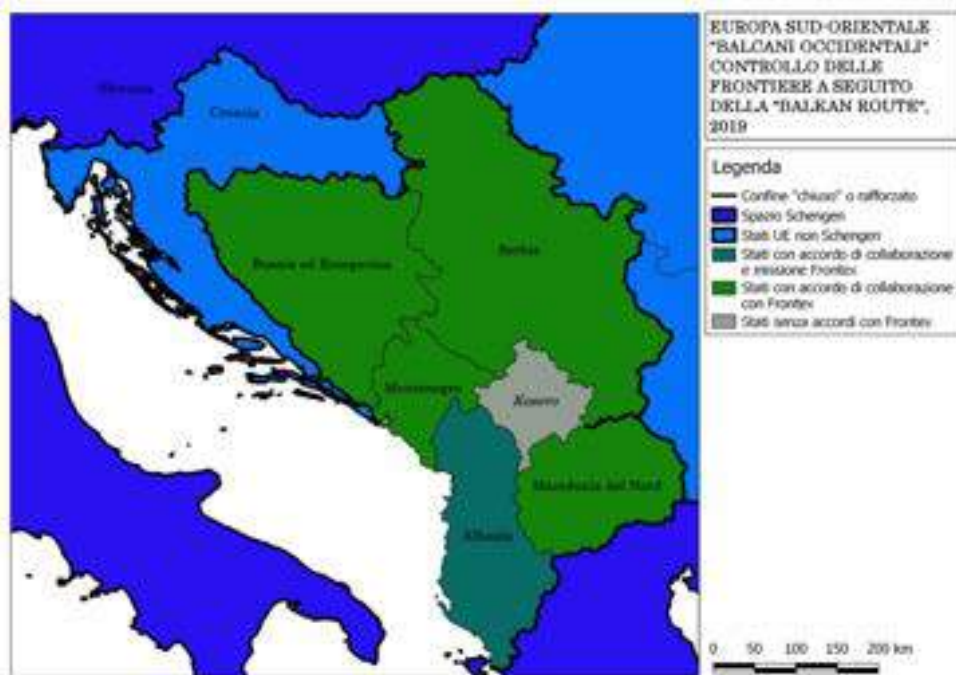 EUROPA SUD-ORIENTALE
"BALCANI OCCIDENTALI"
CONTROLLO DELLE
FRONTIERE A SEGUITO
DELLA "BALKAN ROUTE",
2019
Legenda
Confine "chiuso" o rafforzato
Spazio Schengen
Stati UE non Schengen
Stati con accordo di collaborazione
e missione Frontex
Stati con accordo di collaborazione
con Frontex
Stati senza accordi con Frontex
Slovenia
Croazia
Bosnia ed Erzegovina
Serbia
Montenegro
Kosovo
Macedonia del Nord
Albania
0 50 100 150 200 km